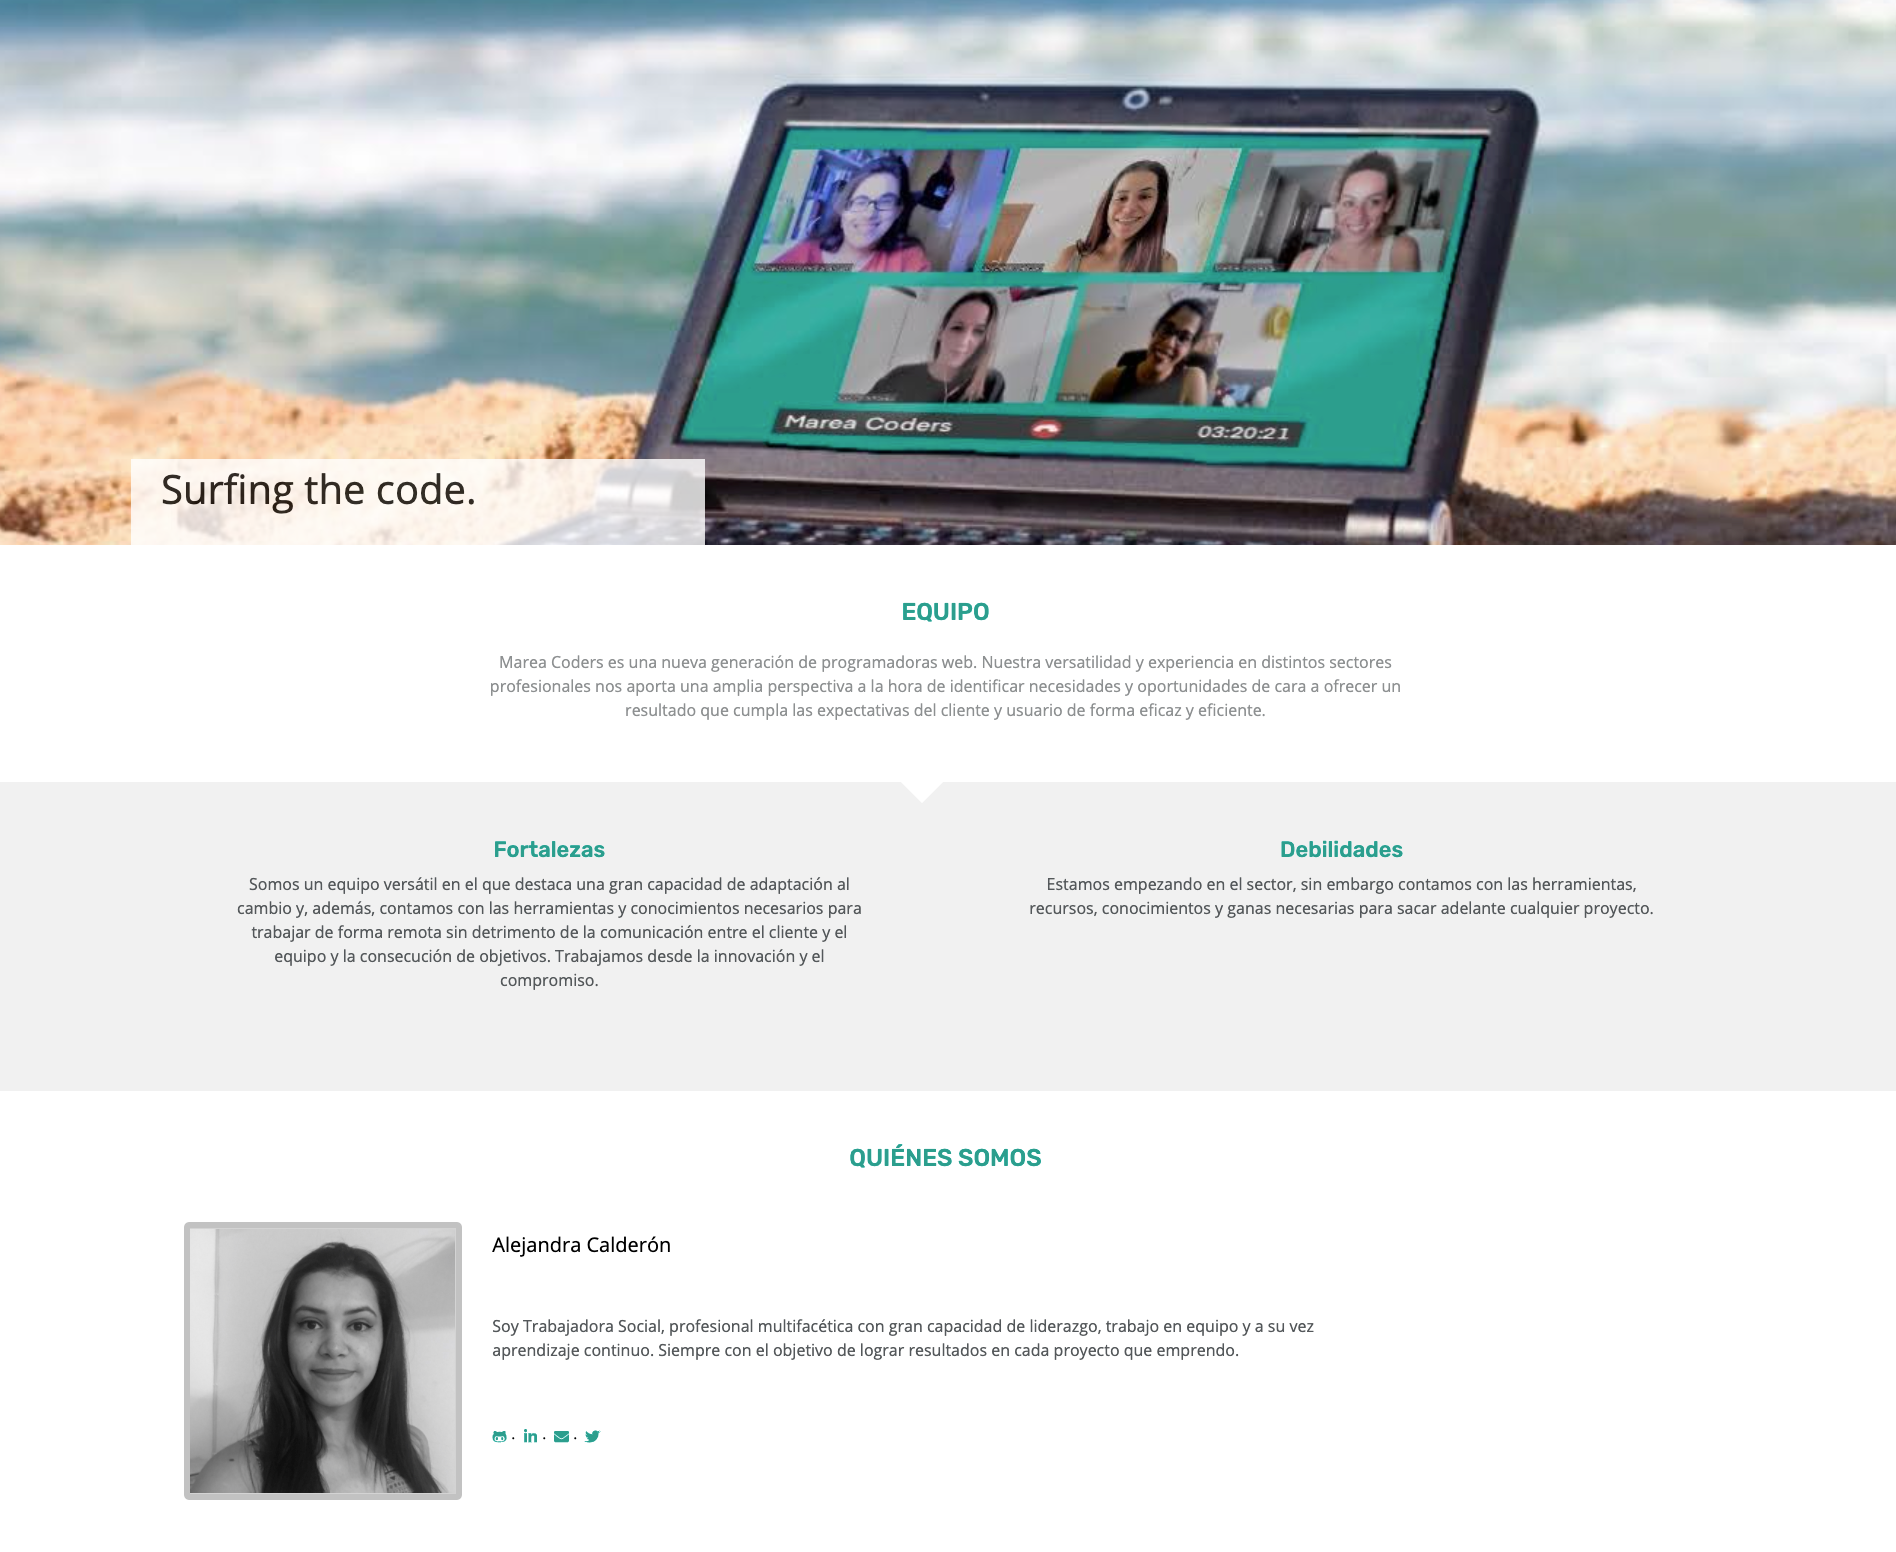 Marea Coders
03:20:21
Surfing the code.
EQUIPO
Marea Coders es una nueva generación de programadoras web. Nuestra versatilidad y experiencia en distintos sectores
profesionales nos aporta una amplia perspectiva a la hora de identificar necesidades y oportunidades de cara a ofrecer un
resultado que cumpla las expectativas del cliente y usuario de forma eficaz y eficiente.
Fortalezas
Somos un equipo versátil en el que destaca una gran capacidad de adaptación al
cambio y, además, contamos con las herramientas y conocimientos necesarios para
trabajar de forma remota sin detrimento de la comunicación entre el cliente y el
equipo y la consecución de objetivos. Trabajamos desde la innovación y el
compromiso.
Debilidades
Estamos empezando en el sector, sin embargo contamos con las herramientas,
recursos, conocimientos y ganas necesarias para sacar adelante cualquier proyecto.
QUIÉNES SOMOS
Alejandra Calderón
Soy Trabajadora Social, profesional multifacética con gran capacidad de liderazgo, trabajo en equipo y a su vez
aprendizaje continuo. Siempre con el objetivo de lograr resultados en cada proyecto que emprendo.